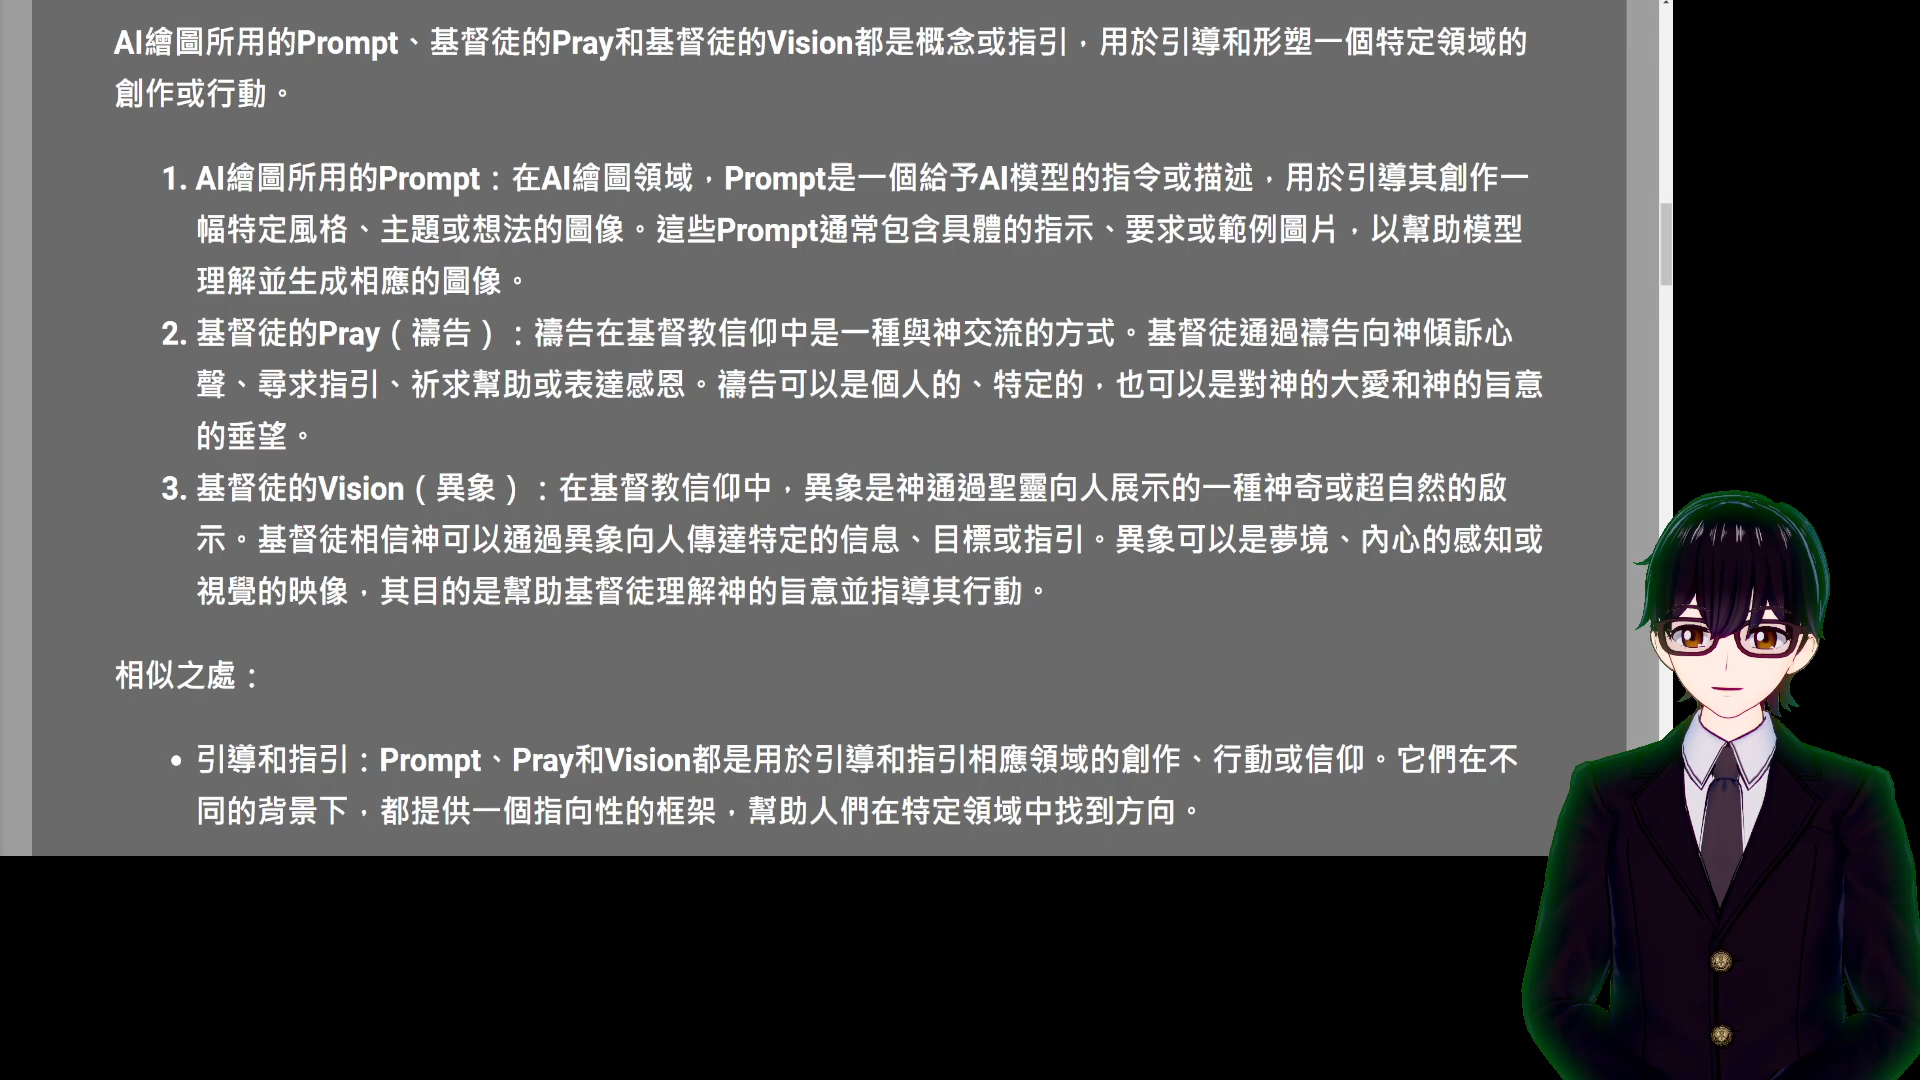 AI繪圖所用的Prompt、基督徒的Pray和基督徒的Vision都是概念或指引，用於引導和形塑一個特定領域的
創作或行動。
1. AI繪圖所用的Prompt：在AI繪圖領域，Prompt是一個給予AI模型的指令或描述，用於引導其創作一
幅特定風格、主題或想法的圖像。這些Prompt通常包含具體的指示、要求或範例圖片，以幫助模型
理解並生成相應的圖像。
2. 基督徒的Pray（禱告）：禱告在基督教信仰中是一種與神交流的方式。基督徒通過禱告向神傾訴心
聲、尋求指引、祈求幫助或表達感恩。禱告可以是個人的、特定的，也可以是對神的大愛和神的旨意
的垂望。
3. 基督徒的Vision（異象）：在基督教信仰中，異象是神通過聖靈向人展示的一種神奇或超自然的啟
示。基督徒相信神可以通過異象向人傳達特定的信息、目標或指引。異象可以是夢境、內心的感知或
視覺的映像，其目的是幫助基督徒理解神的旨意並指導其行動。
相似之處：
• 引導和指引：Prompt、Pray和Vision都是用於引導和指引相應領域的創作、行動或信仰。它們在不
同的背景下，都提供一個指向性的框架，幫助人們在特定領域中找到方向。